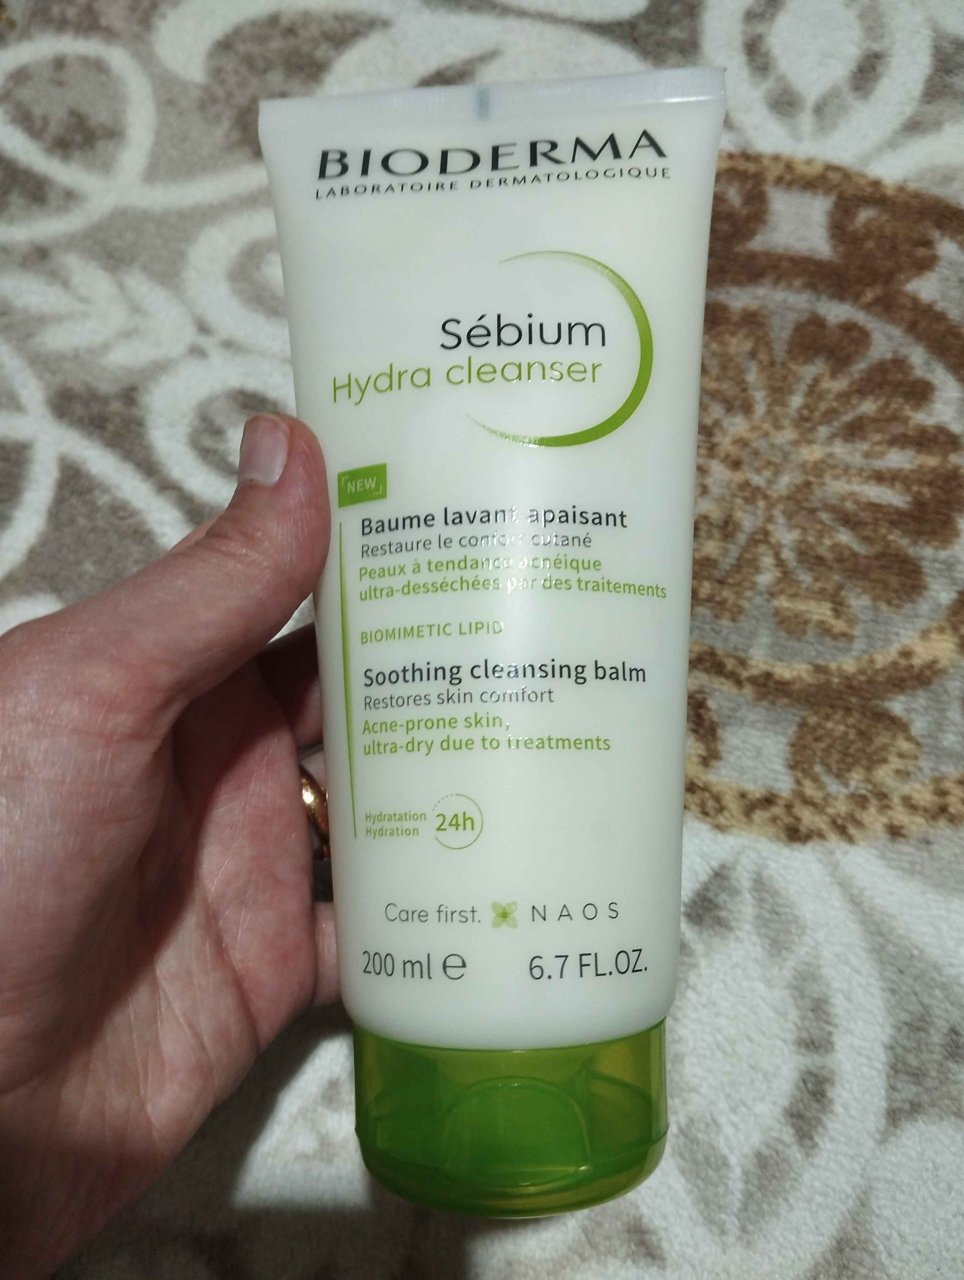 BIODERMA
LABORATOIRE DERMATOLOGIQUE
Sébium
Hydra cleanser
NEW
Baume lavant apaisant
Restaure le confort cutané
Peaux à tendance acnéique
ultra-desséchées par des traitements
BIOMIMETIC LIPID
Soothing cleansing balm
Restores skin comfort
Acne-prone skin,
ultra-dry due to treatments
Hydratation
Hydration
24h
Care first. NAOS
200 ml ℮ 6.7 FL.OZ.